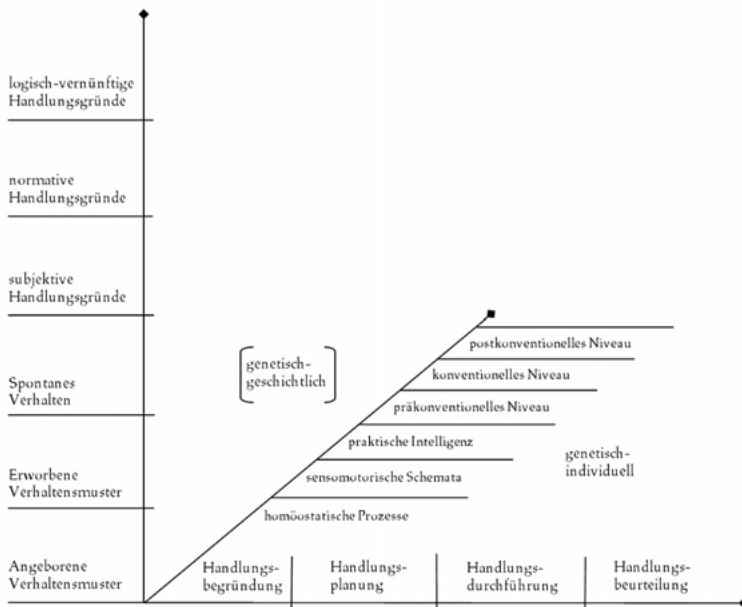 logisch-vernünftige
Handlungsgründe
normative
Handlungsgründe
subjektive
Handlungsgründe
Spontanes
Verhalten
Erworbene
Verhaltensmuster
Angeborene
Verhaltensmuster
genetisch-
geschichtlich
postkonventionelles Niveau
konventionelles Niveau
präkonventionelles Niveau
praktische Intelligenz
sensomotorische Schemata
homöostatische Prozesse
genetisch-
individuell
Handlungs-
begründung
Handlungs-
planung
Handlungs-
durchführung
Handlungs-
beurteilung